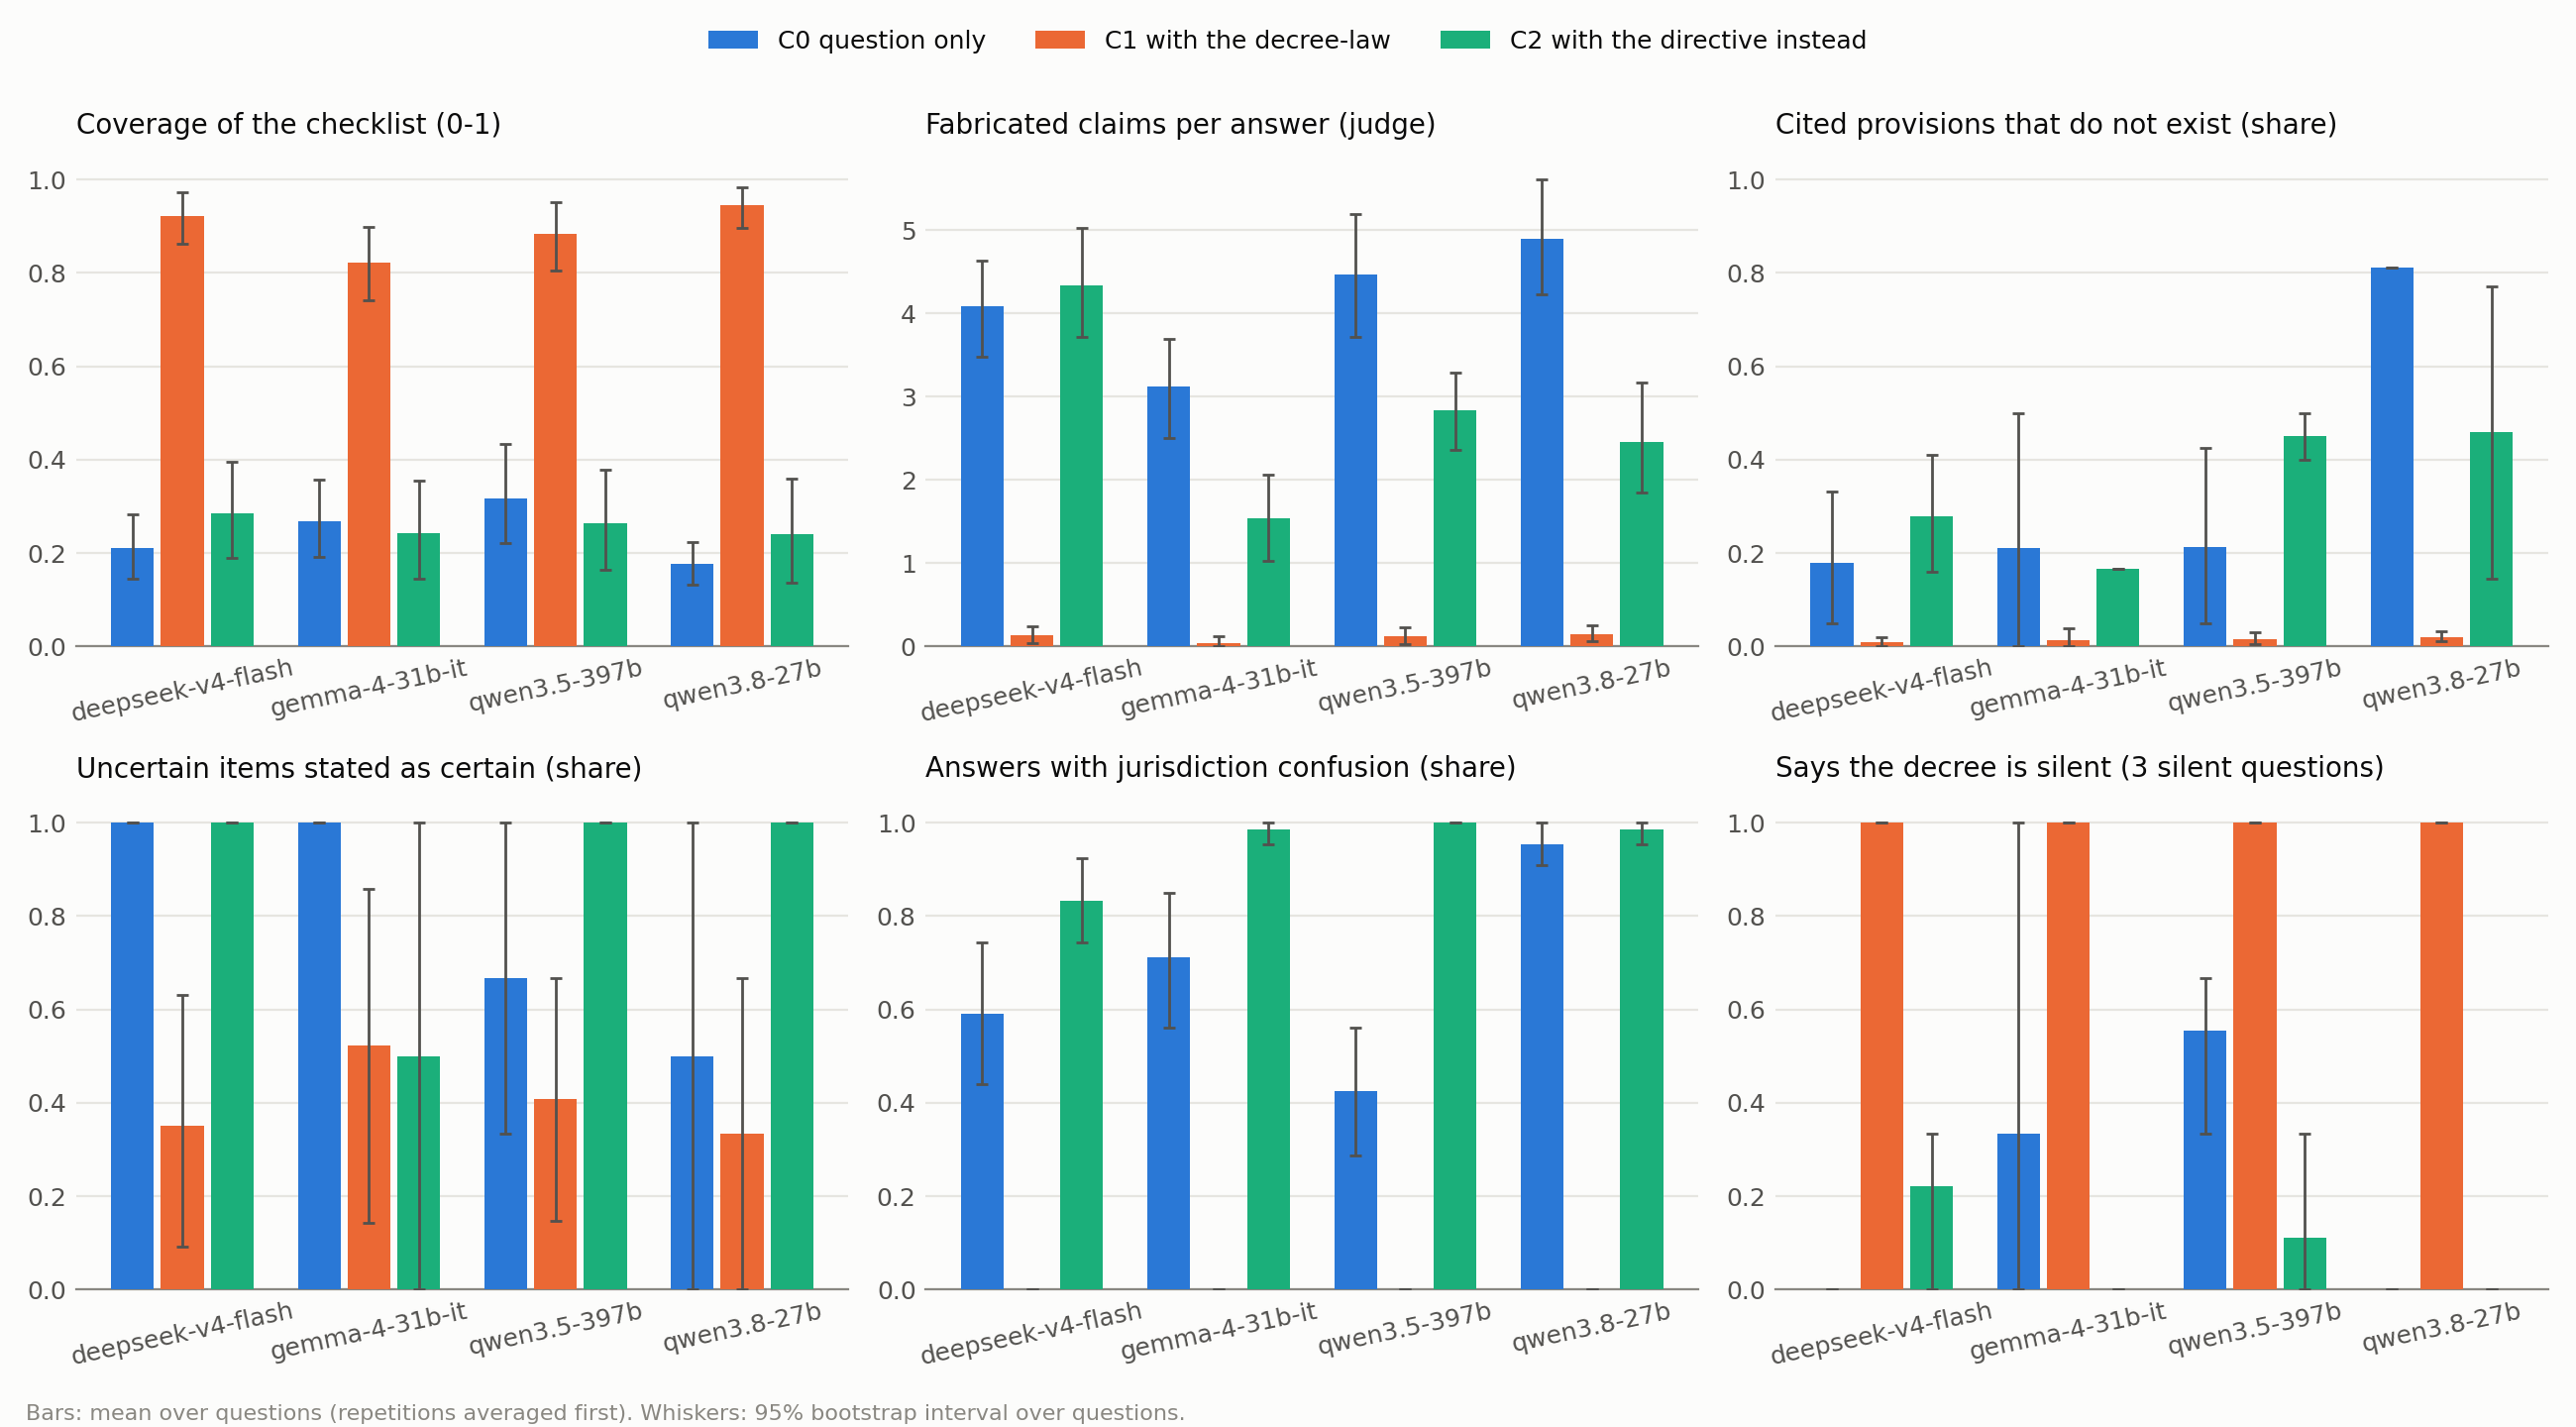 C0 question only
C1 with the decree-law
C2 with the directive instead
Coverage of the checklist (0-1)
1.0
0.8
0.6
0.4
0.2
0.0
deepseek-v4-flash
gemma-4-31b-it
qwen3.5-397b
qwen3.8-27b
Fabricated claims per answer (judge)
5
4
3
2
1
0
deepseek-v4-flash
gemma-4-31b-it
qwen3.5-397b
qwen3.8-27b
Cited provisions that do not exist (share)
1.0
0.8
0.6
0.4
0.2
0.0
deepseek-v4-flash
gemma-4-31b-it
qwen3.5-397b
qwen3.8-27b
Uncertain items stated as certain (share)
1.0
0.8
0.6
0.4
0.2
0.0
deepseek-v4-flash
gemma-4-31b-it
qwen3.5-397b
qwen3.8-27b
Answers with jurisdiction confusion (share)
1.0
0.8
0.6
0.4
0.2
0.0
deepseek-v4-flash
gemma-4-31b-it
qwen3.5-397b
qwen3.8-27b
Says the decree is silent (3 silent questions)
1.0
0.8
0.6
0.4
0.2
0.0
deepseek-v4-flash
gemma-4-31b-it
qwen3.5-397b
qwen3.8-27b
Bars: mean over questions (repetitions averaged first). Whiskers: 95% bootstrap interval over questions.